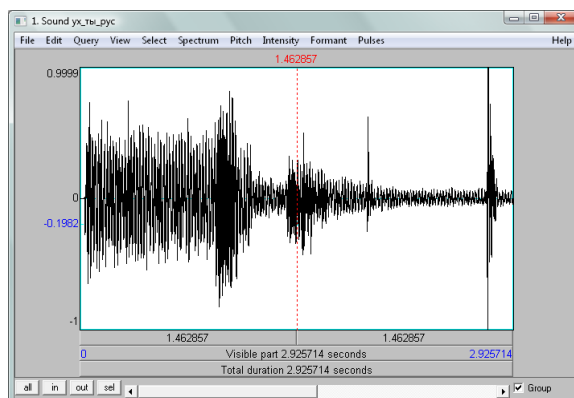 1. Sound ух_ты_рус
File Edit Query View Select Spectrum Pitch Intensity Formant Pulses Help
1.462857
0.9999
0
-0.1982
-1
1.462857 1.462857
0 Visible part 2.925714 seconds 2.925714
Total duration 2.925714 seconds
all in out sel Group